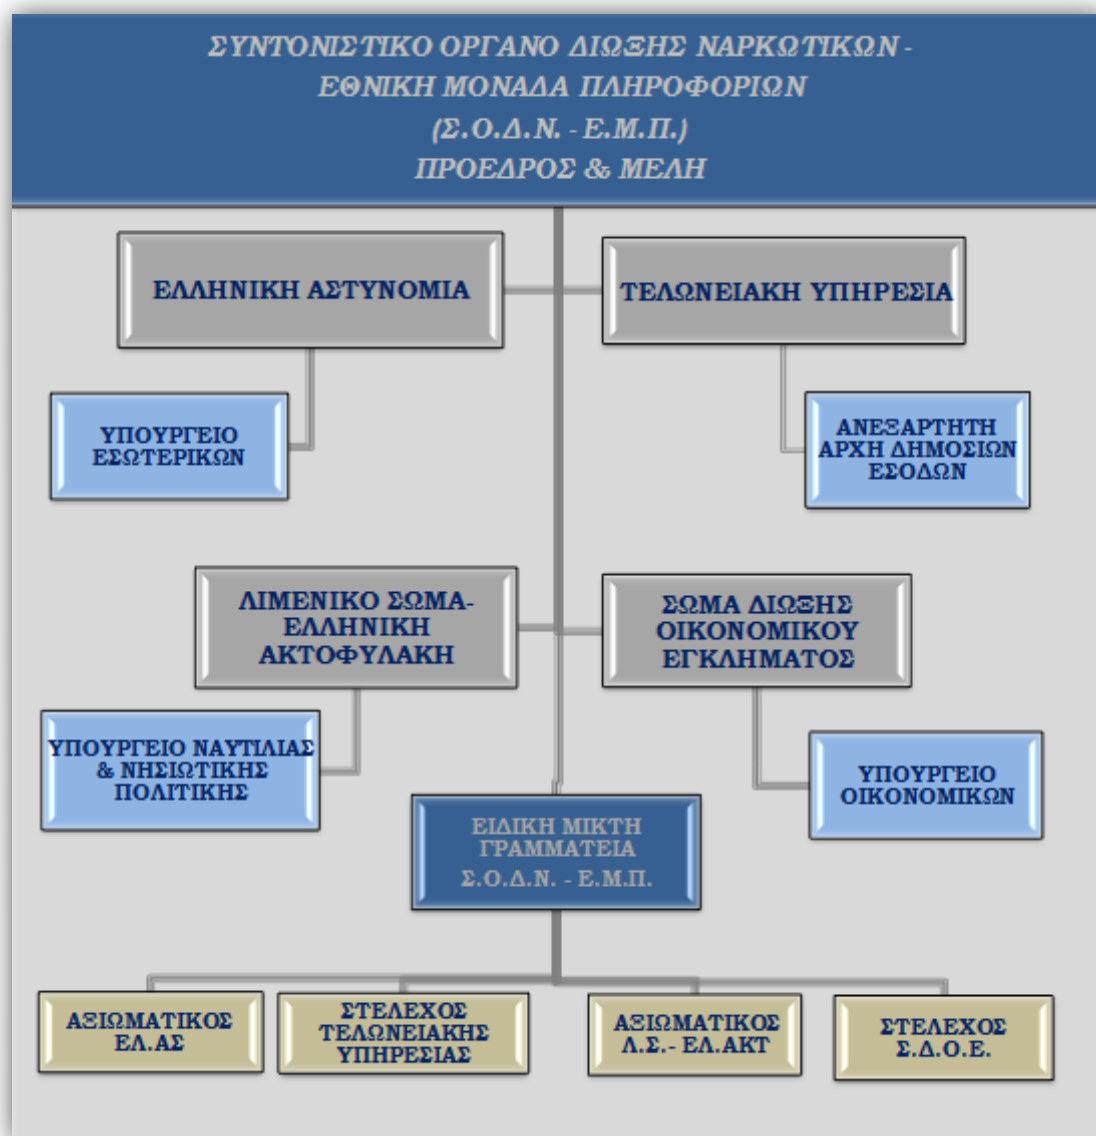 ΣΥΝΤΟΝΙΣΤΙΚΟ ΟΡΓΑΝΟ ΔΙΩΞΗΣ ΝΑΡΚΩΤΙΚΩΝ -
ΕΘΝΙΚΗ ΜΟΝΑΔΑ ΠΛΗΡΟΦΟΡΙΩΝ
(Σ.Ο.Δ.Ν. - Ε.Μ.Π.)
ΠΡΟΕΔΡΟΣ & ΜΕΛΗ
ΕΛΛΗΝΙΚΗ ΑΣΤΥΝΟΜΙΑ
ΤΕΛΩΝΕΙΑΚΗ ΥΠΗΡΕΣΙΑ
ΥΠΟΥΡΓΕΙΟ
ΕΣΩΤΕΡΙΚΩΝ
ΑΝΕΞΑΡΤΗΤΗ
ΑΡΧΗ ΔΗΜΟΣΙΩΝ
ΕΣΟΔΩΝ
ΛΙΜΕΝΙΚΟ ΣΩΜΑ-
ΕΛΛΗΝΙΚΗ
ΑΚΤΟΦΥΛΑΚΗ
ΣΩΜΑ ΔΙΩΞΗΣ
ΟΙΚΟΝΟΜΙΚΟΥ
ΕΓΚΛΗΜΑΤΟΣ
ΥΠΟΥΡΓΕΙΟ ΝΑΥΤΙΛΙΑΣ
& ΝΗΣΙΩΤΙΚΗΣ
ΠΟΛΙΤΙΚΗΣ
ΥΠΟΥΡΓΕΙΟ
ΟΙΚΟΝΟΜΙΚΩΝ
ΕΙΔΙΚΗ ΜΙΚΤΗ
ΓΡΑΜΜΑΤΕΙΑ
Σ.Ο.Δ.Ν. - Ε.Μ.Π.
ΑΞΙΩΜΑΤΙΚΟΣ
ΕΛ.ΑΣ
ΣΤΕΛΕΧΟΣ
ΤΕΛΩΝΕΙΑΚΗΣ
ΥΠΗΡΕΣΙΑΣ
ΑΞΙΩΜΑΤΙΚΟΣ
Λ.Σ.- ΕΛ.ΑΚΤ
ΣΤΕΛΕΧΟΣ
Σ.Δ.Ο.Ε.